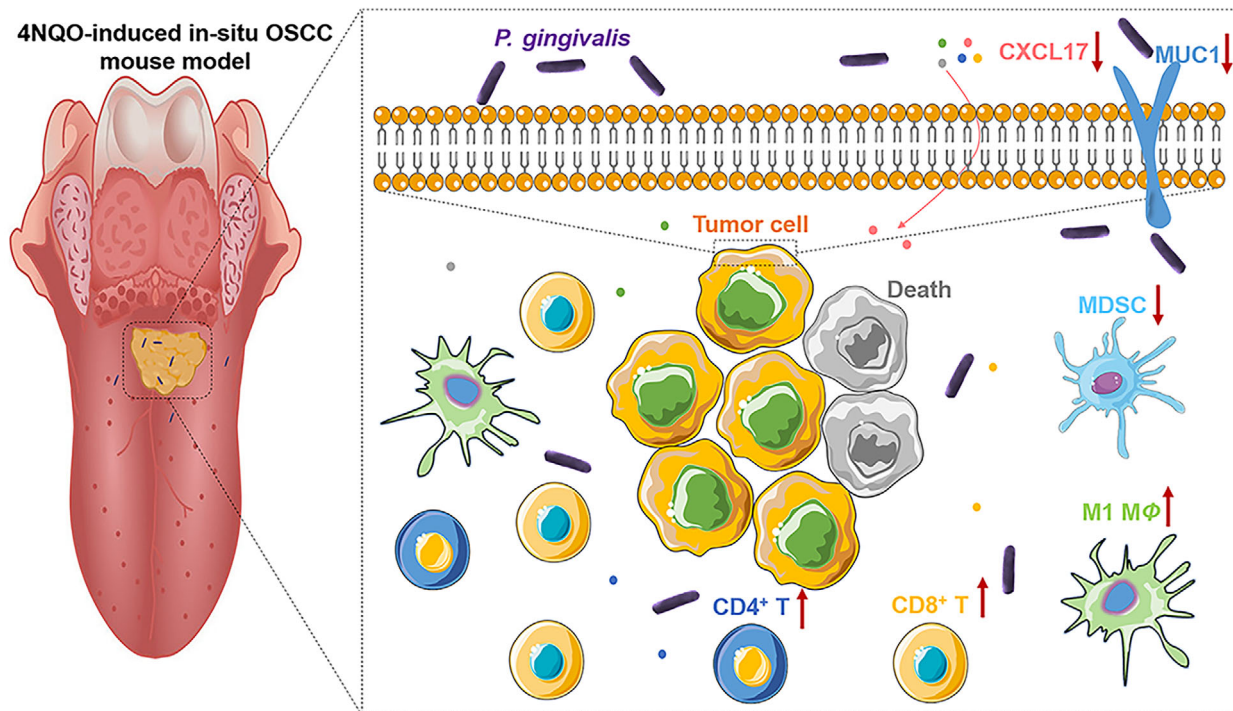 4NQO-induced in-situ OSCC
mouse model
P. gingivalis
CXCL17
MUC1
Tumor cell
Death
MDSC
M1 MΦ
CD4⁺ T
CD8⁺ T